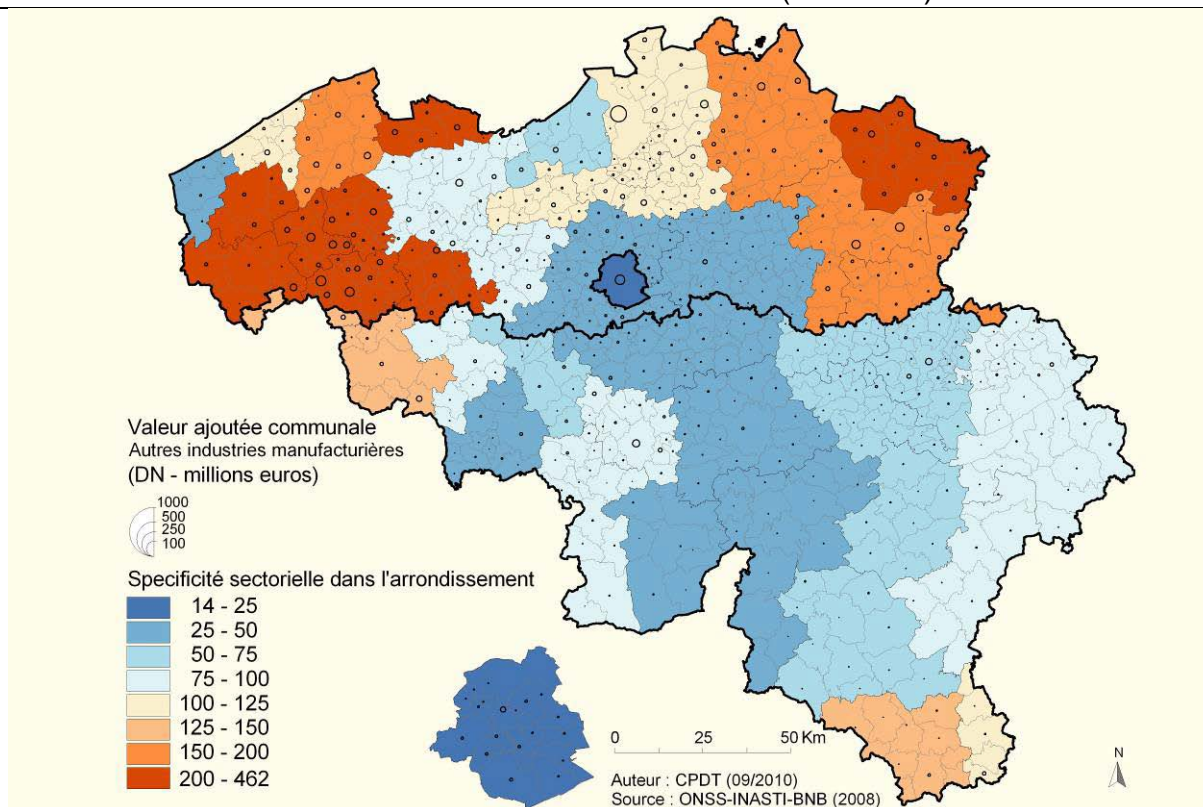 Valeur ajoutée communale
Autres industries manufacturières
(DN - millions euros)
1000
500
250
100
Specificité sectorielle dans l'arrondissement
14 - 25
25 - 50
50 - 75
75 - 100
100 - 125
125 - 150
150 - 200
200 - 462
0 25 50 Km
Auteur : CPDT (09/2010)
Source : ONSS-INASTI-BNB (2008)
N